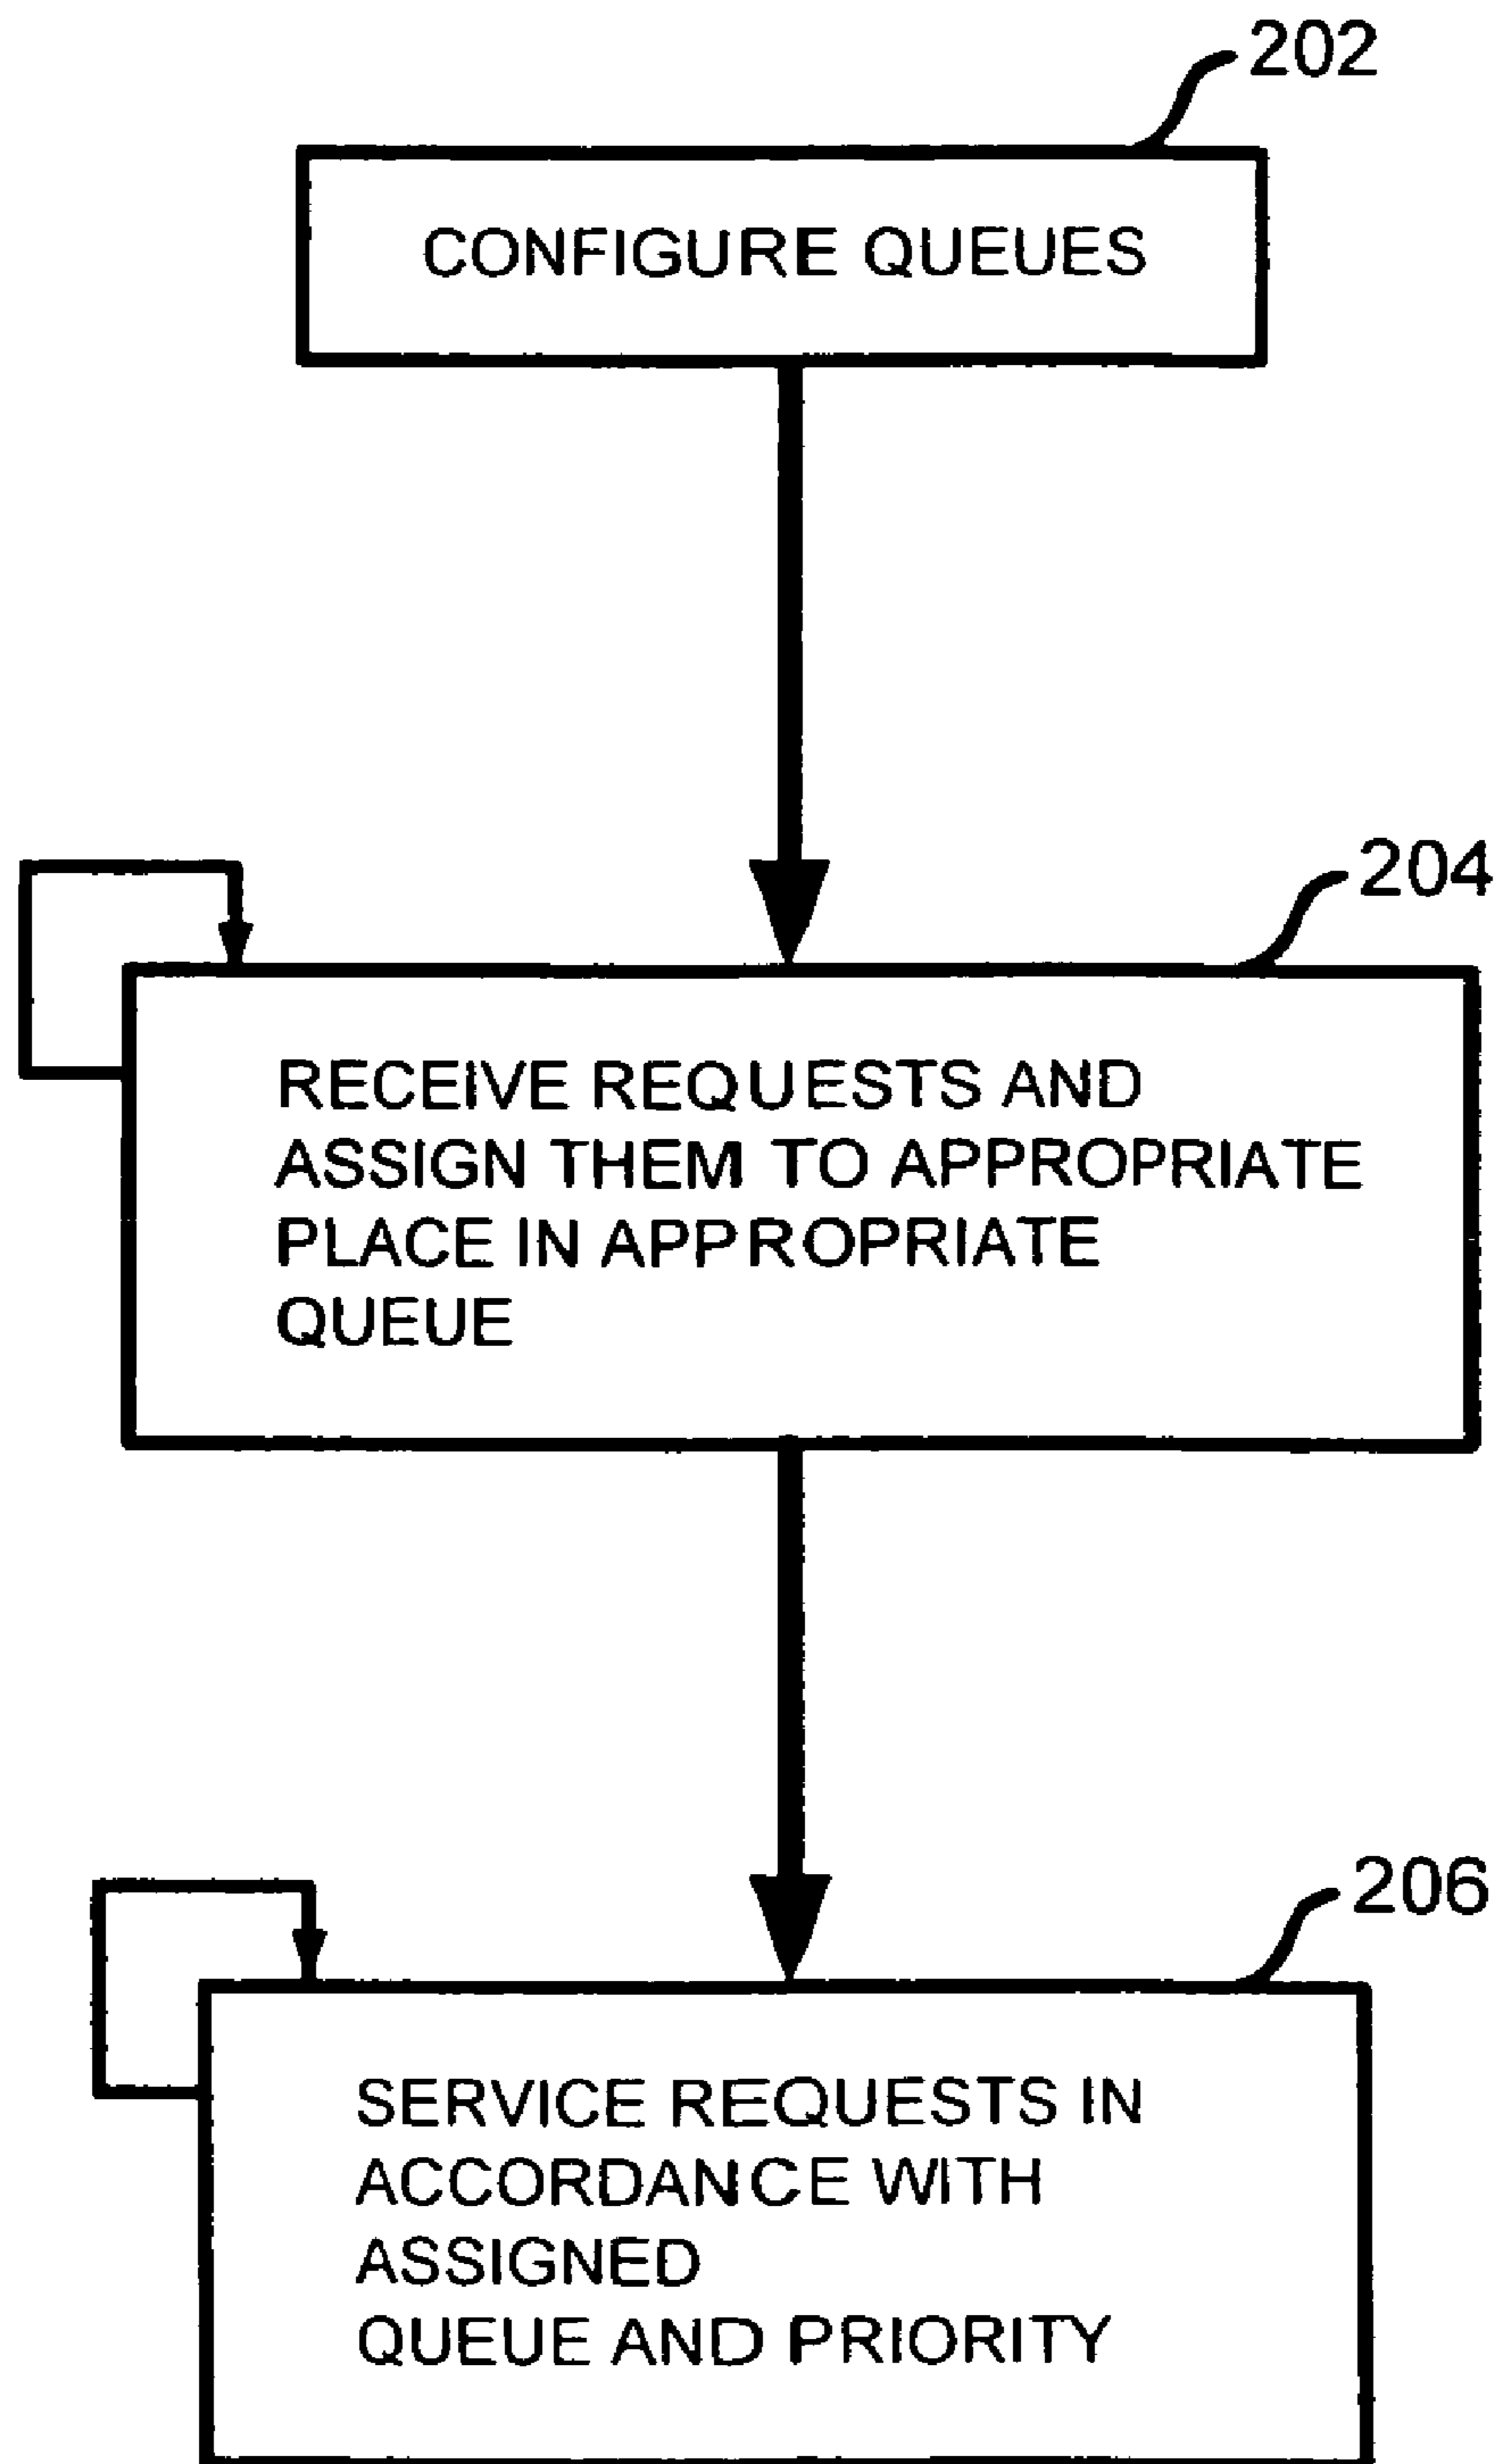 202
CONFIGURE QUEUES
204
RECEIVE REQUESTS AND
ASSIGN THEM TO APPROPRIATE
PLACE IN APPROPRIATE
QUEUE
206
SERVICE REQUESTS IN
ACCORDANCE WITH
ASSIGNED
QUEUE AND PRIORITY